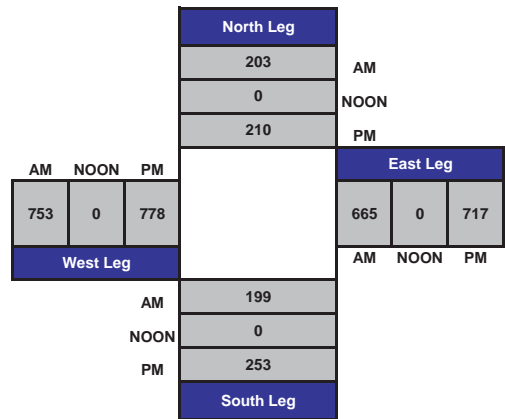 North Leg
203 AM
0 NOON
210 PM
East Leg
AM NOON PM
753 0 778
665 0 717
West Leg
AM NOON PM
AM 199
NOON 0
PM 253
South Leg